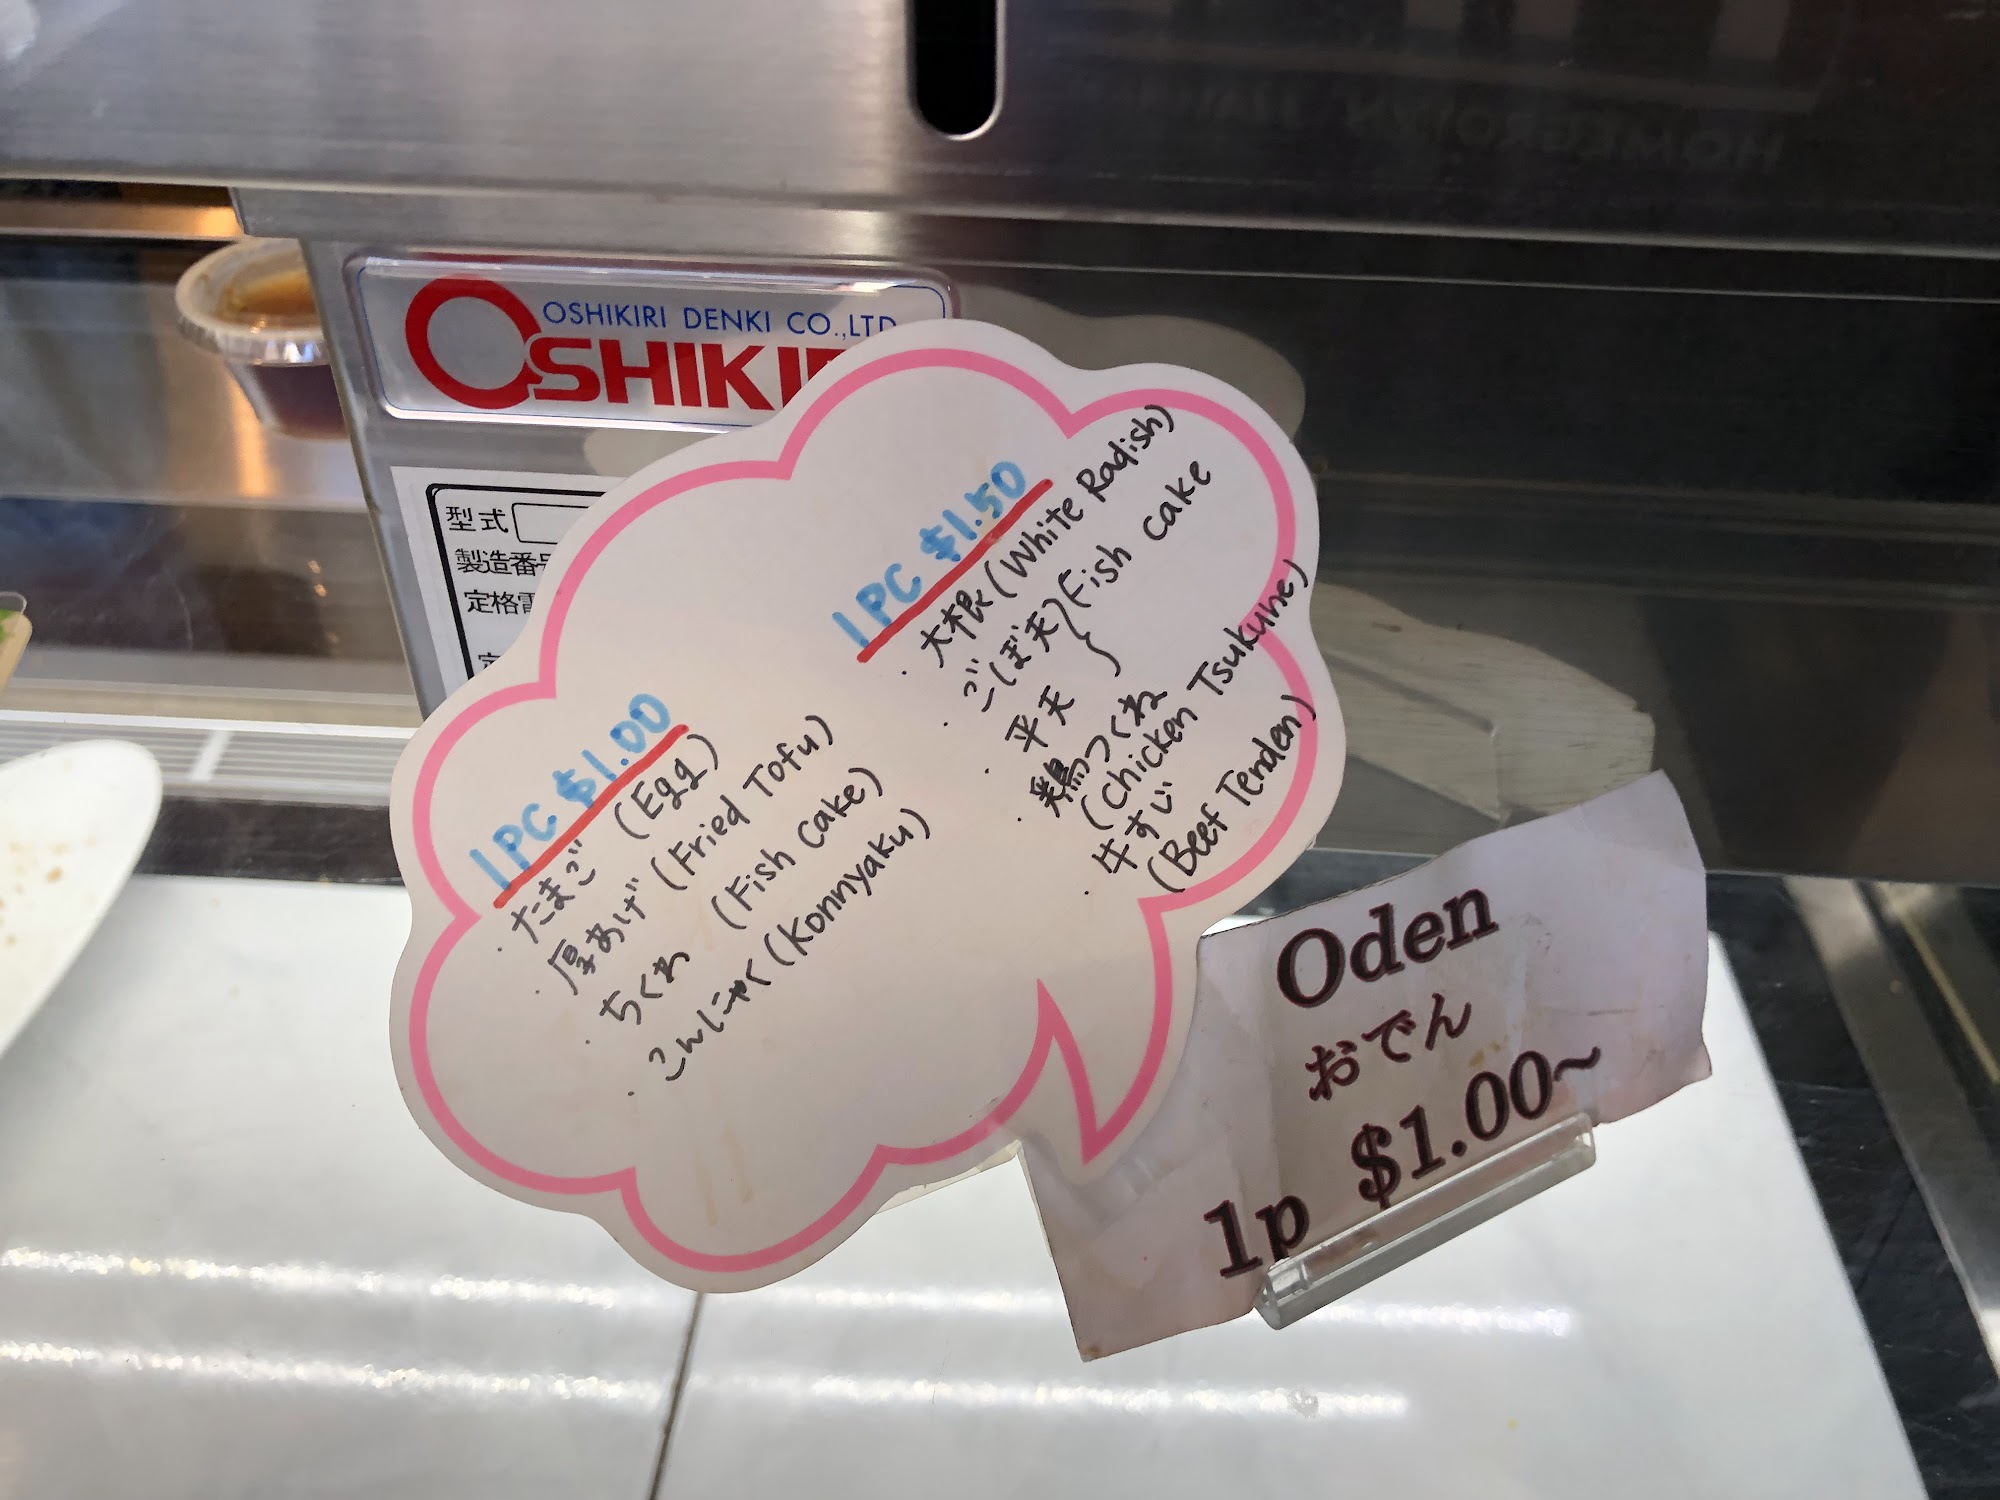 OSHIKIRI DENKI CO.,LTD
OSHIKI
型式
製造番号
定格電
1PC $1.00
・たまご (Egg)
・厚あげ (Fried Tofu)
・ちくわ (Fish cake)
・こんにゃく (Konnyaku)
1PC $1.50
・大根 (White Radish)
・ごぼ天 } Fish cake
・平天
・鶏つくね
(Chicken Tsukune)
・牛すじ
(Beef Tenden)
Oden
おでん
1p $1.00~